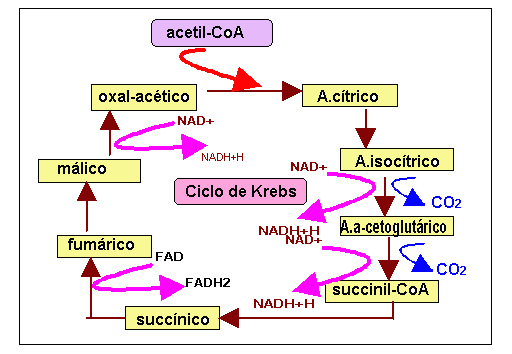 acetil-CoA
oxal-acético
A.cítrico
NAD+
NADH+H
málico
A.isocítrico
NAD+
CO2
Ciclo de Krebs
NADH+H
A.a-cetoglutárico
NAD+
fumárico
FAD
FADH2
CO2
succinil-CoA
NADH+H
succínico